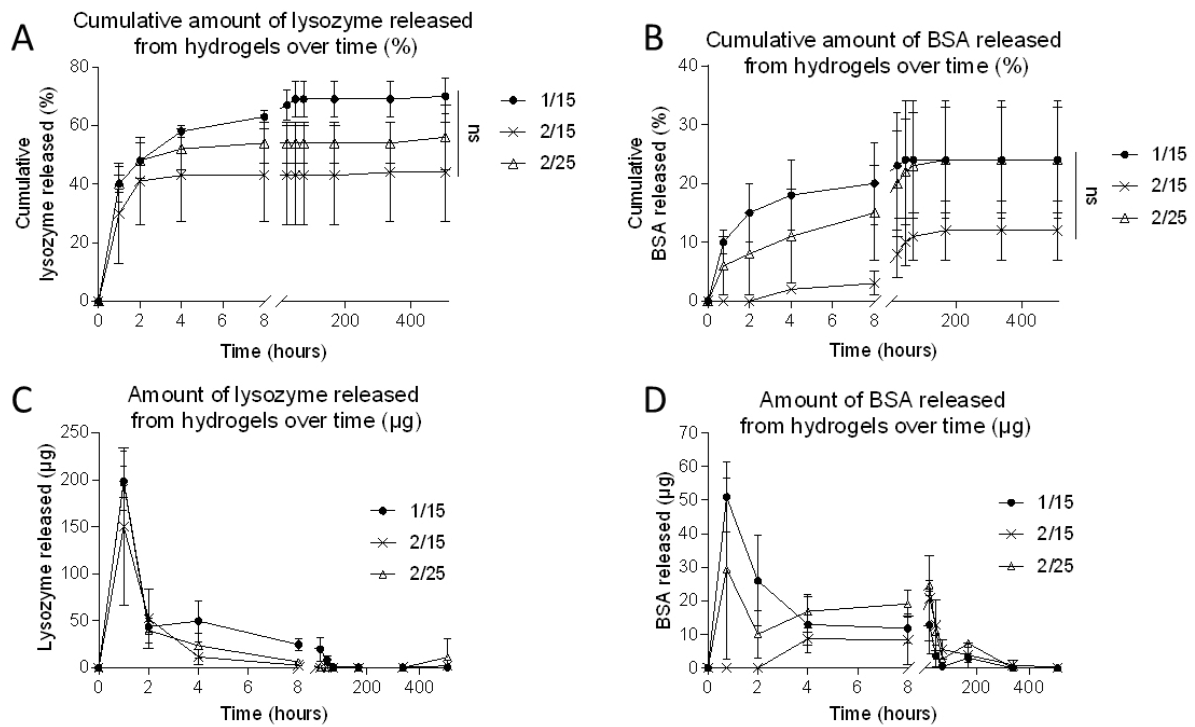 A
Cumulative amount of lysozyme released
from hydrogels over time (%)
Cumulative
lysozyme released (%)
80
60
40
20
0
0
2
4
6
8
200
400
Time (hours)
1/15
2/15
2/25
ns
B
Cumulative amount of BSA released
from hydrogels over time (%)
Cumulative
BSA released (%)
40
30
20
10
0
0
2
4
6
8
200
400
Time (hours)
1/15
2/15
2/25
ns
C
Amount of lysozyme released
from hydrogels over time (µg)
Lysozyme released (µg)
250
200
150
100
50
0
0
2
4
6
8
200
400
Time (hours)
1/15
2/15
2/25
D
Amount of BSA released
from hydrogels over time (µg)
BSA released (µg)
70
60
50
40
30
20
10
0
0
2
4
6
8
200
400
Time (hours)
1/15
2/15
2/25